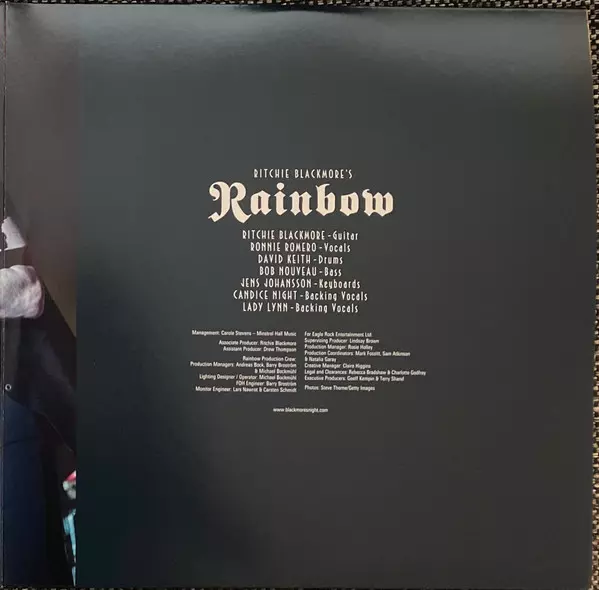 RITCHIE BLACKMORE'S
Rainbow
RITCHIE BLACKMORE - Guitar
RONNIE ROMERO - Vocals
DAVID KEITH - Drums
BOB NOUVEAU - Bass
JENS JOHANSSON - Keyboards
CANDICE NIGHT - Backing Vocals
LADY LYNN - Backing Vocals
Management: Carole Stevens – Minstrel Hall Music
Associate Producer: Ritchie Blackmore
Assistant Producer: Drew Thompson
Rainbow Production Crew:
Production Managers: Andreas Bock, Barry Broström
& Michael Bockmühl
Lighting Designer / Operator: Michael Bockmühl
FOH Engineer: Barry Broström
Monitor Engineer: Lars Nawrot & Carsten Schmidt
For Eagle Rock Entertainment Ltd:
Supervising Producer: Lindsay Brown
Production Manager: Rosie Holley
Production Coordinators: Mark Fossitt, Sam Adkinson
& Natalia Garay
Creative Manager: Claire Higgins
Legal and Clearances: Rebecca Bradshaw & Charlotte Godfrey
Executive Producers: Geoff Kempin & Terry Shand
Photos: Steve Thorne/Getty Images
www.blackmoresnight.com